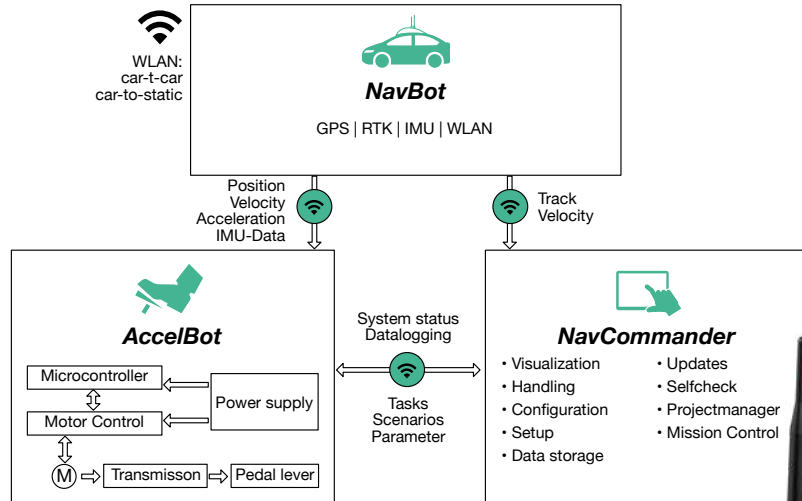 WLAN:
car-t-car
car-to-static
NavBot
GPS | RTK | IMU | WLAN
Position
Velocity
Acceleration
IMU-Data
Track
Velocity
AccelBot
Microcontroller
Motor Control
Power supply
M
Transmisson
Pedal lever
System status
Datalogging
Tasks
Scenarios
Parameter
NavCommander
• Visualization
• Handling
• Configuration
• Setup
• Data storage
• Updates
• Selfcheck
• Projectmanager
• Mission Control